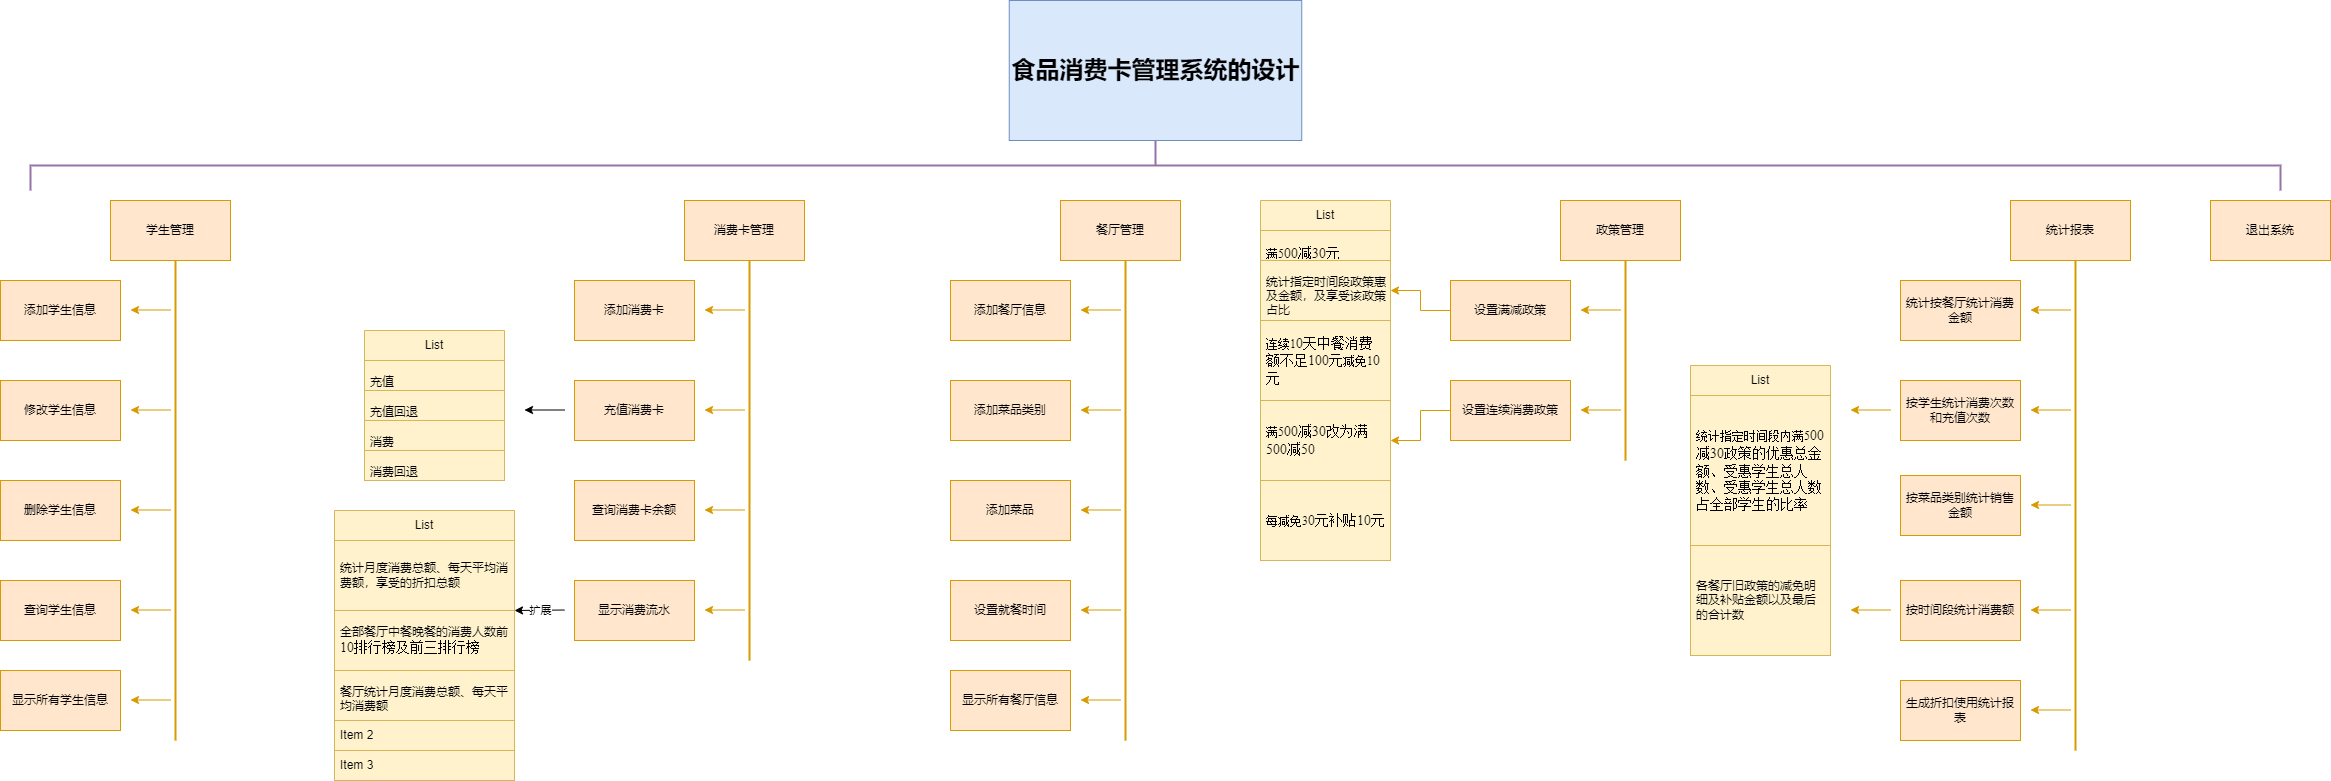 食品消费卡管理系统的设计
学生管理
添加学生信息
修改学生信息
删除学生信息
查询学生信息
显示所有学生信息
消费卡管理
添加消费卡
充值消费卡
查询消费卡余额
显示消费流水
List
充值
充值回退
消费
消费回退
扩展
List
统计月度消费总额、每天平均消
费额，享受的折扣总额
全部餐厅中餐晚餐的消费人数前
10排行榜及前三排行榜
餐厅统计月度消费总额、每天平
均消费额
Item 2
Item 3
餐厅管理
添加餐厅信息
添加菜品类别
添加菜品
设置就餐时间
显示所有餐厅信息
List
满500减30元
统计指定时间段政策惠
及金额，及享受该政策
占比
连续10天中餐消费
额不足100元减免10
元
满500减30改为满
500减50
每减免30元补贴10元
政策管理
设置满减政策
设置连续消费政策
List
统计指定时间段内满500
减30政策的优惠总金
额、受惠学生总人
数、受惠学生总人数
占全部学生的比率
各餐厅旧政策的减免明
细及补贴金额以及最后
的合计数
统计报表
统计按餐厅统计消费
金额
按学生统计消费次数
和充值次数
按菜品类别统计销售
金额
按时间段统计消费额
生成折扣使用统计报
表
退出系统